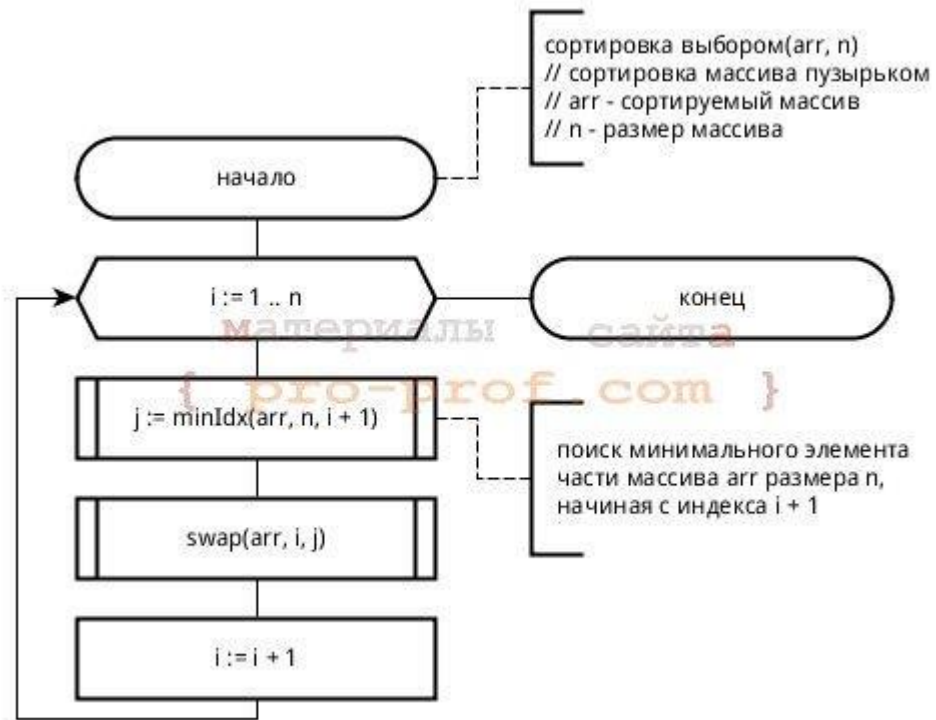 сортировка выбором(arr, n)
// сортировка массива пузырьком
// arr - сортируемый массив
// n - размер массива
начало
i := 1 .. n
конец
материалы сайта
{ pro-prof.com }
j := minIdx(arr, n, i + 1)
поиск минимального элемента
части массива arr размера n,
начиная с индекса i + 1
swap(arr, i, j)
i := i + 1